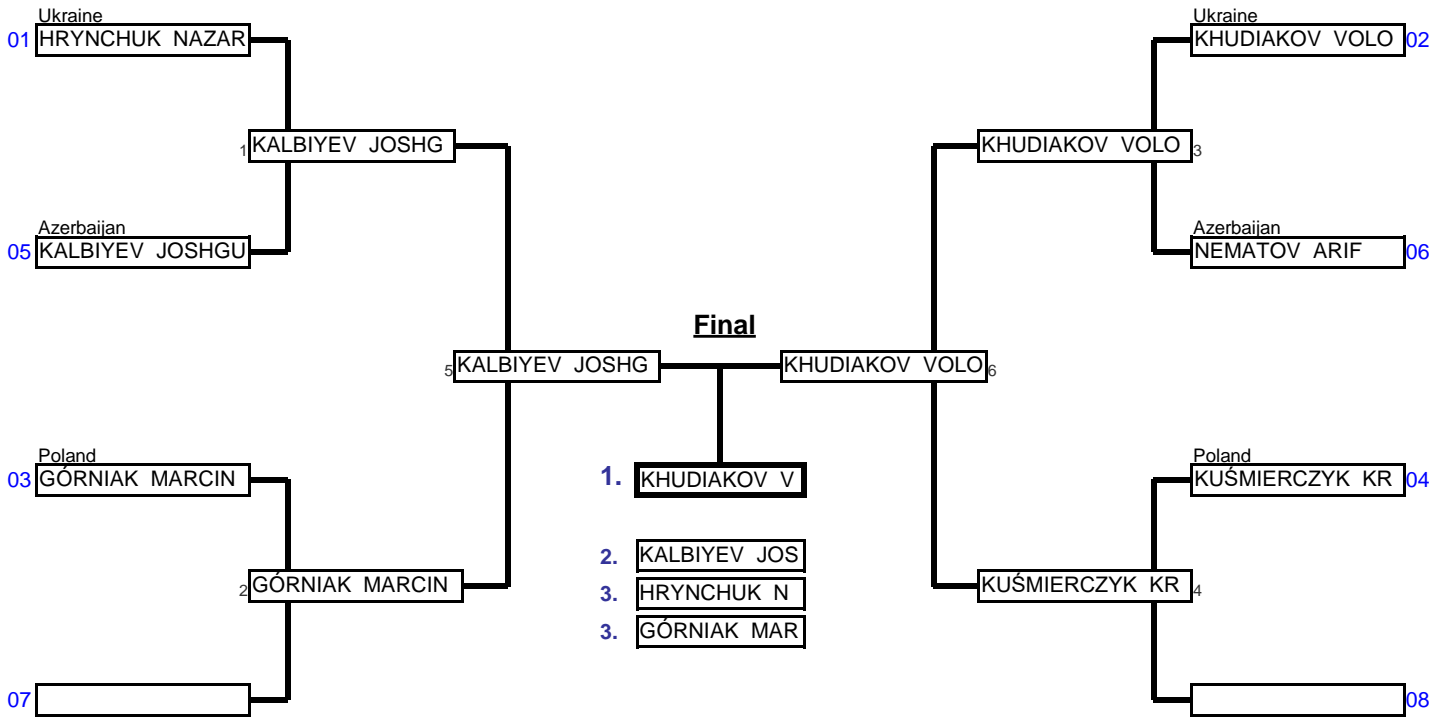 Ukraine
01 HRYNCHUK NAZAR
Ukraine
KHUDIAKOV VOLO 02
1 KALBIYEV JOSHG
KHUDIAKOV VOLO 3
Azerbaijan
05 KALBIYEV JOSHGU
Azerbaijan
NEMATOV ARIF 06
Final
5 KALBIYEV JOSHG
KHUDIAKOV VOLO 6
Poland
03 GÓRNIAK MARCIN
1. KHUDIAKOV V
Poland
KUŚMIERCZYK KR 04
2. KALBIYEV JOS
3. HRYNCHUK N
3. GÓRNIAK MAR
2 GÓRNIAK MARCIN
KUŚMIERCZYK KR 4
07
08